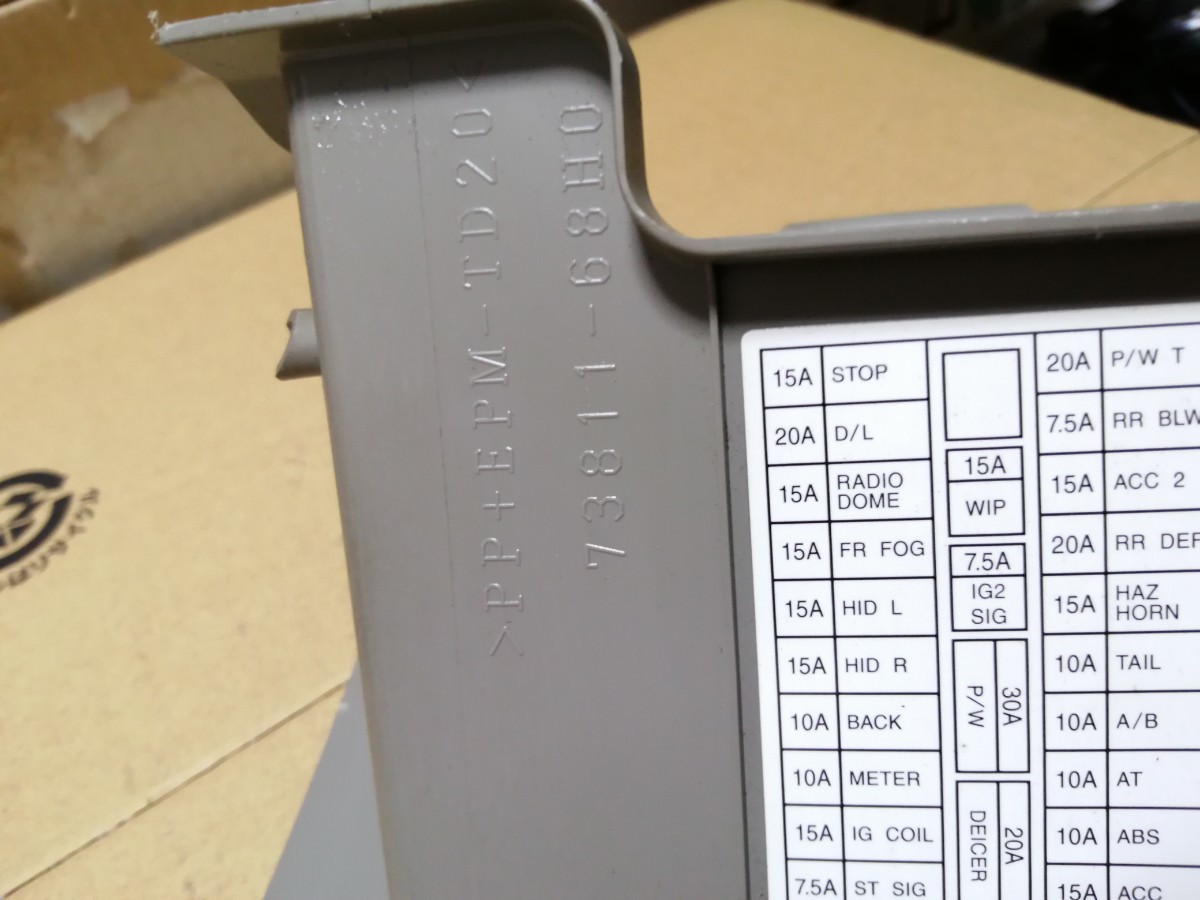 >PP+EPM-TD20<
73811-68H0
15A STOP
20A D/L
15A RADIO DOME
15A FR FOG
15A HID L
15A HID R
10A BACK
10A METER
15A IG COIL
7.5A ST SIG
15A
WIP
7.5A
IG2
SIG
30A
P/W
20A
DEICER
20A P/W T
7.5A RR BLW
15A ACC 2
20A RR DEF
15A HAZ HORN
10A TAIL
10A A/B
10A AT
10A ABS
15A ACC